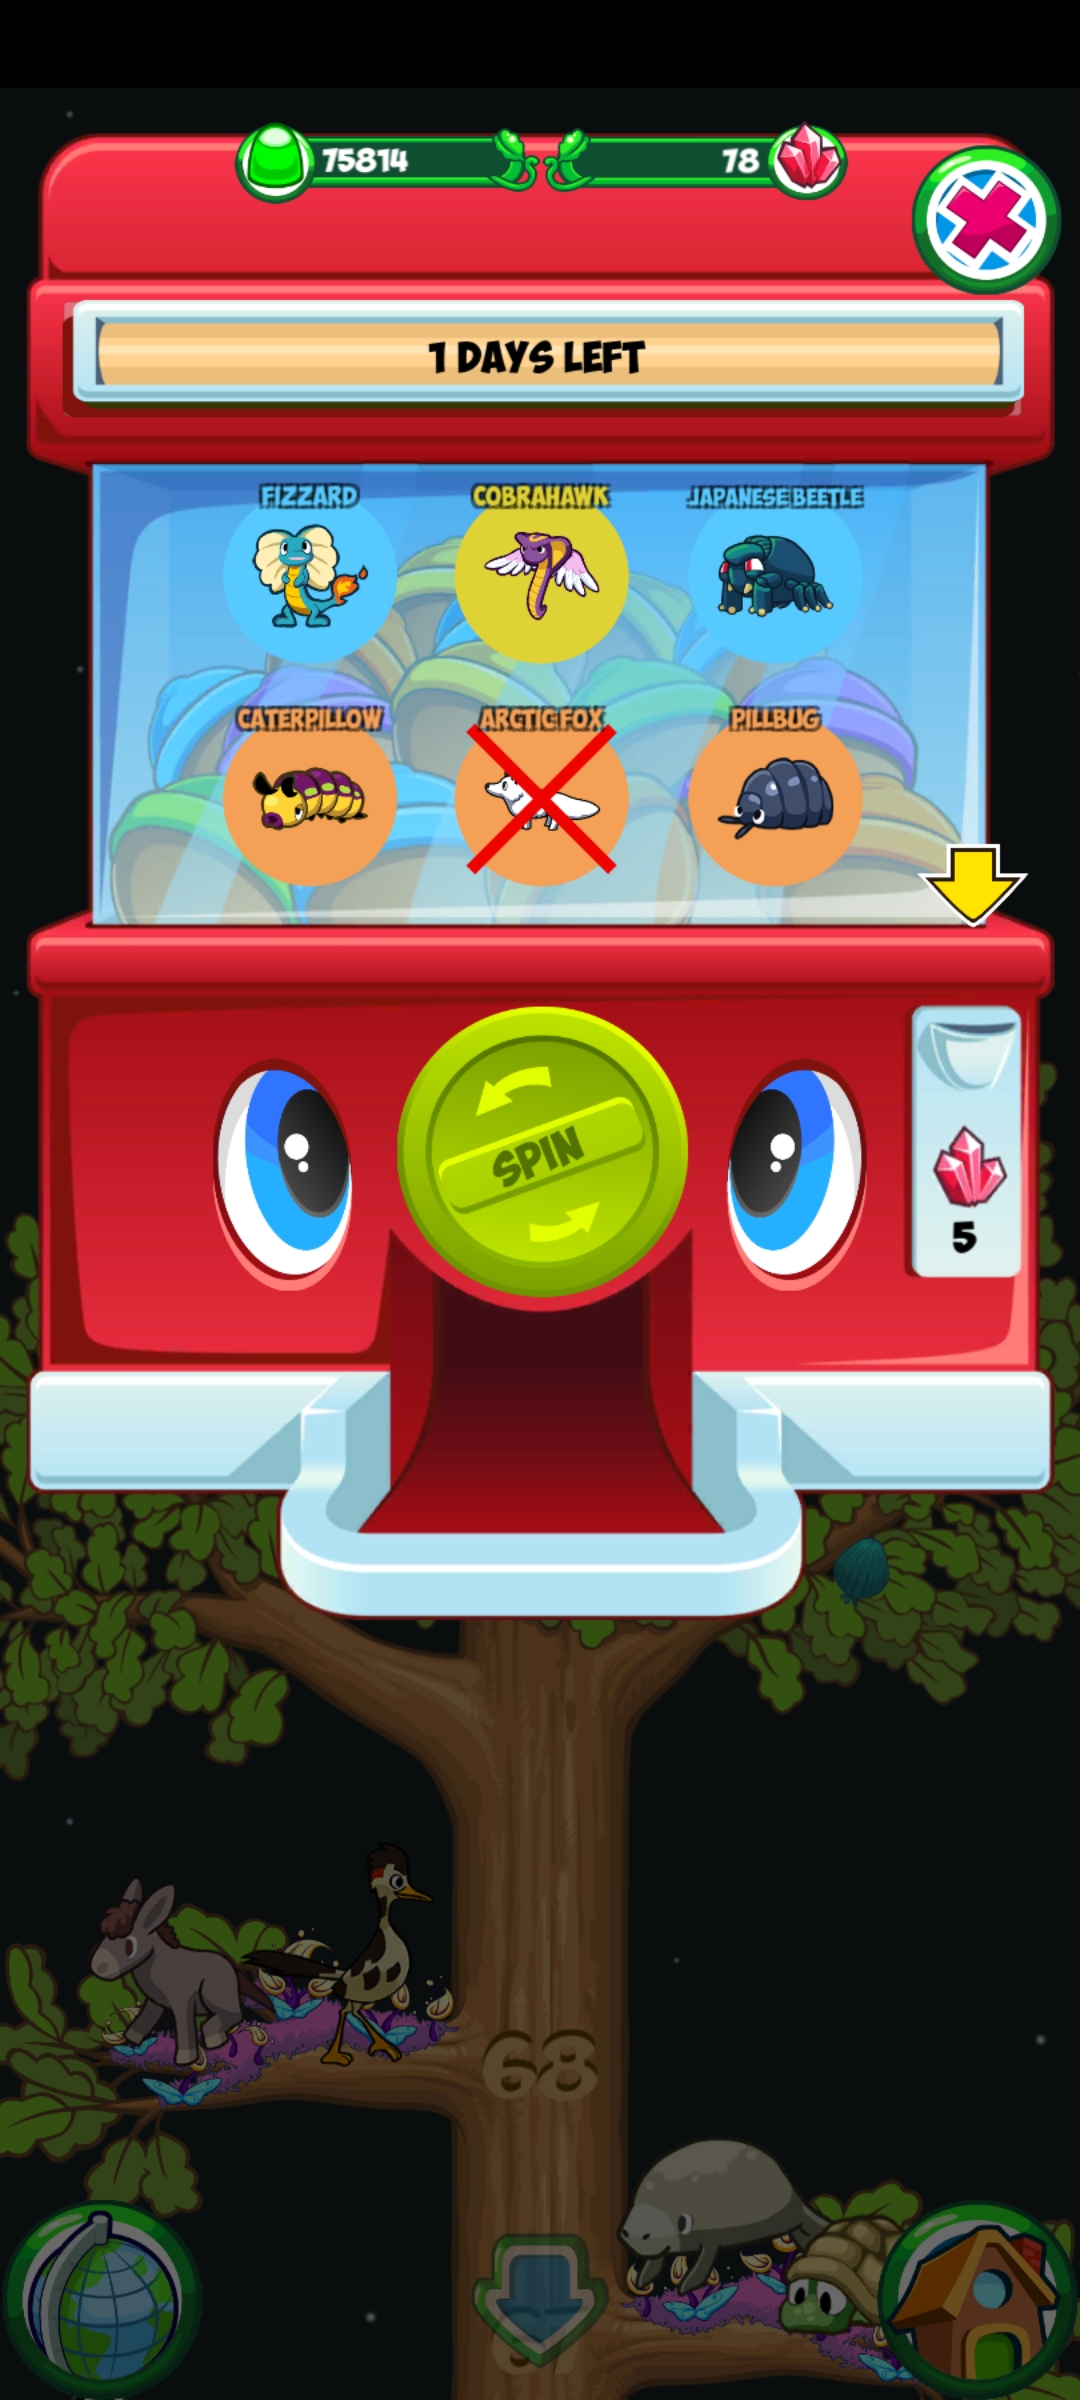 75814
78
1 DAYS LEFT
FIZZARD
COBRAHAWK
JAPANESE BEETLE
CATERPILLOW
ARCTIC FOX
PILLBUG
SPIN
5
68